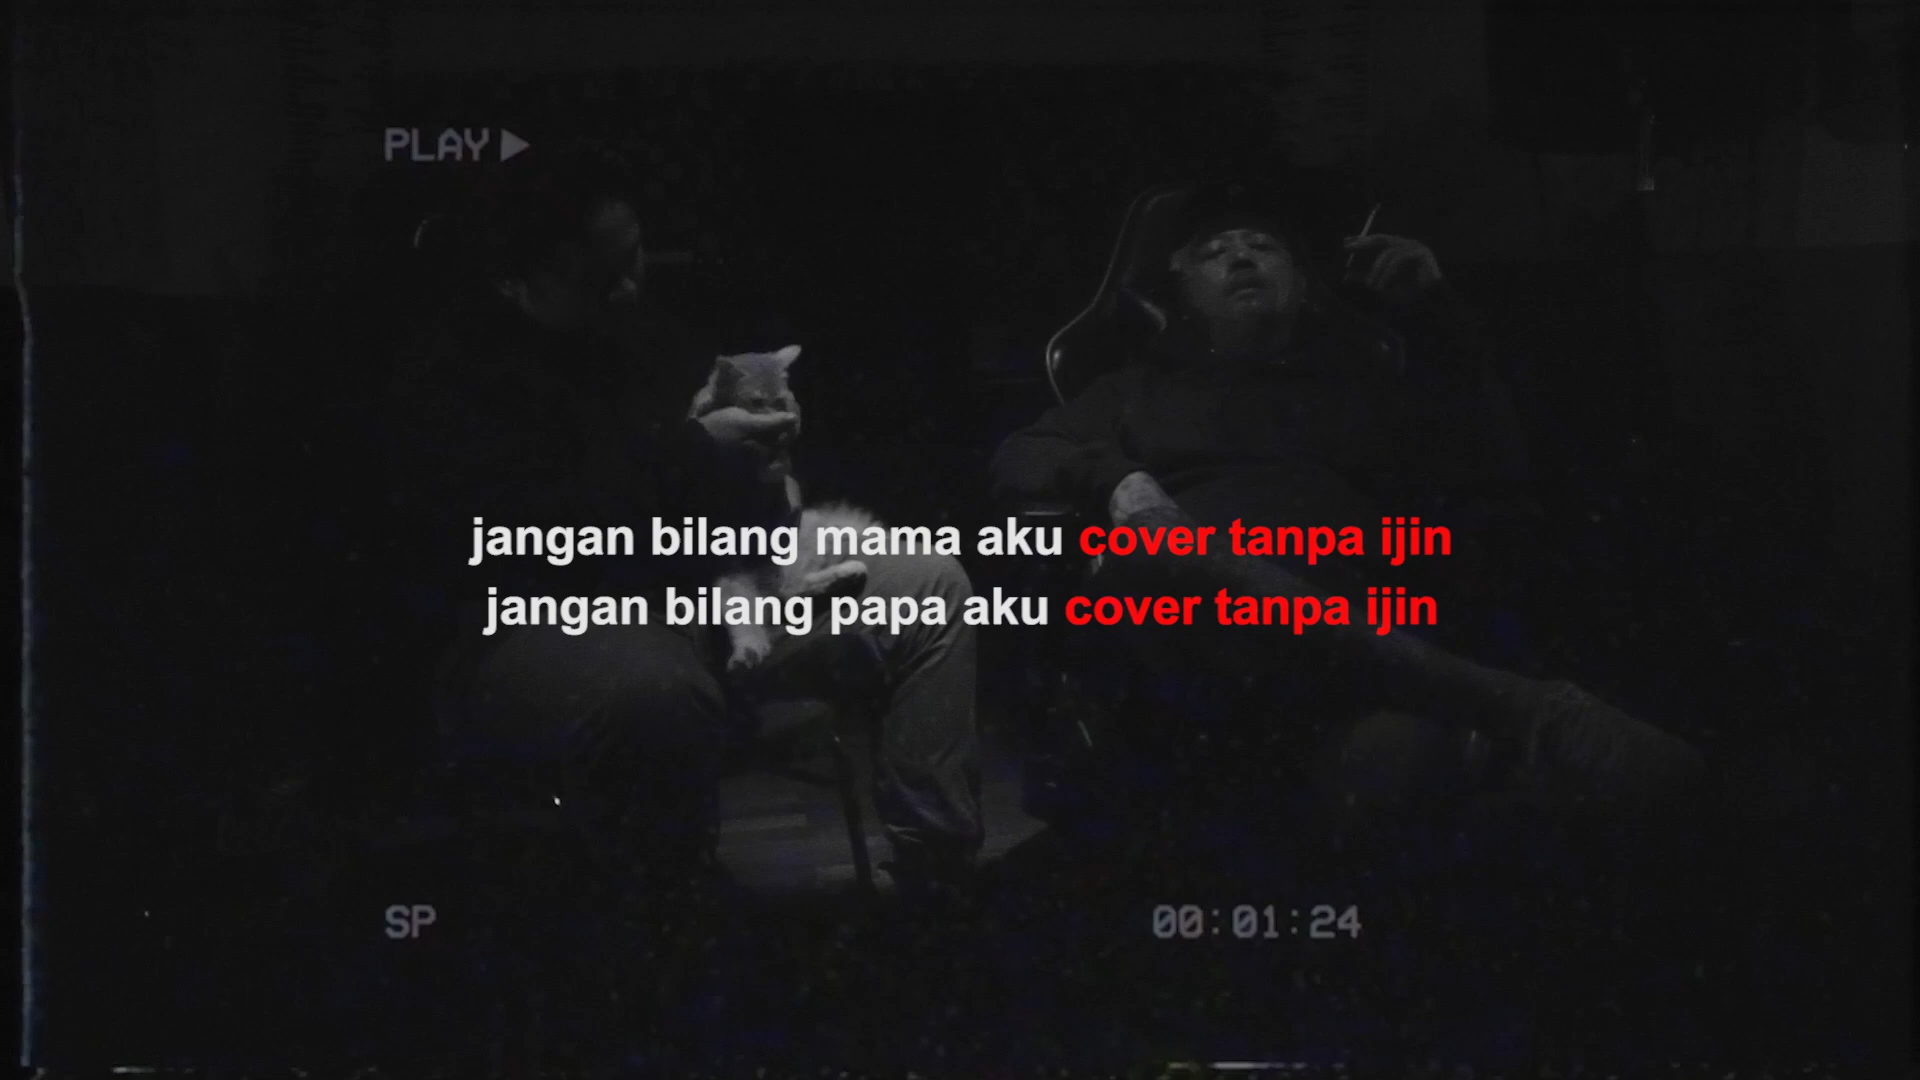 PLAY
jangan bilang mama aku cover tanpa ijin
jangan bilang papa aku cover tanpa ijin
SP
00:01:24